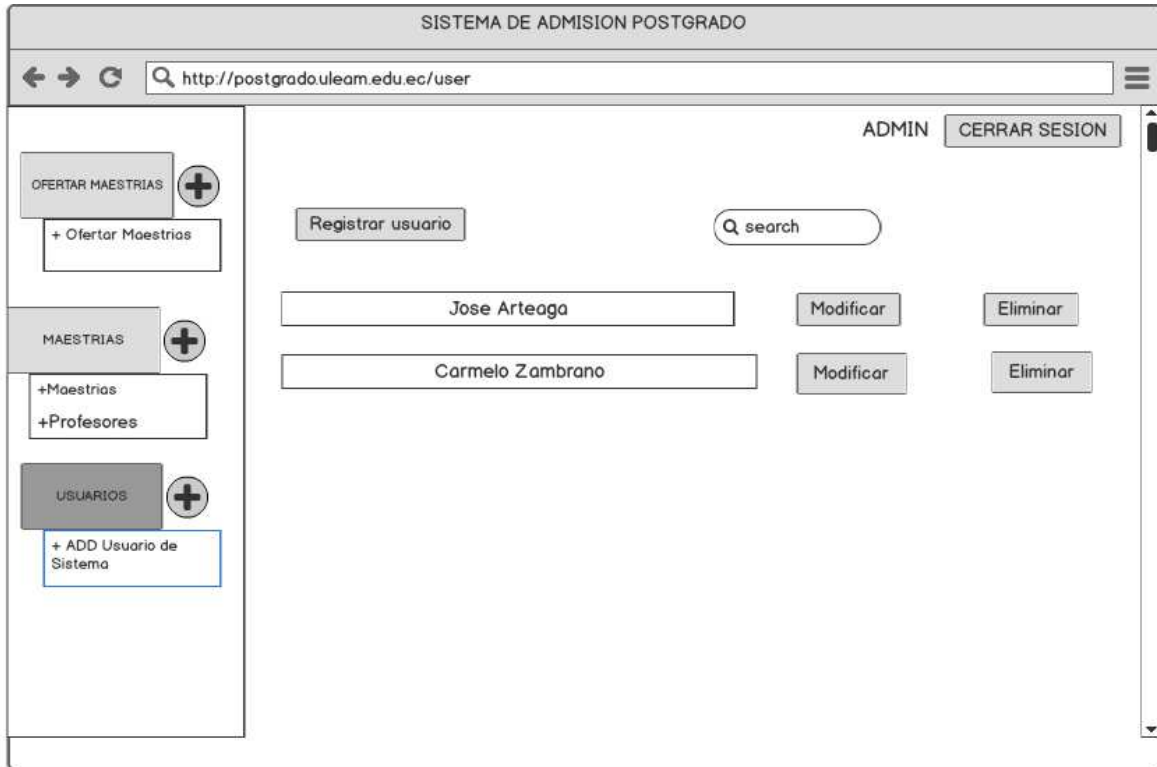 SISTEMA DE ADMISION POSTGRADO
http://postgrado.uleam.edu.ec/user
ADMIN
CERRAR SESION
OFERTAR MAESTRIAS
+ Ofertar Maestrias
MAESTRIAS
+Maestrias
+Profesores
USUARIOS
+ ADD Usuario de
Sistema
Registrar usuario
search
Jose Arteaga
Modificar
Eliminar
Carmelo Zambrano
Modificar
Eliminar